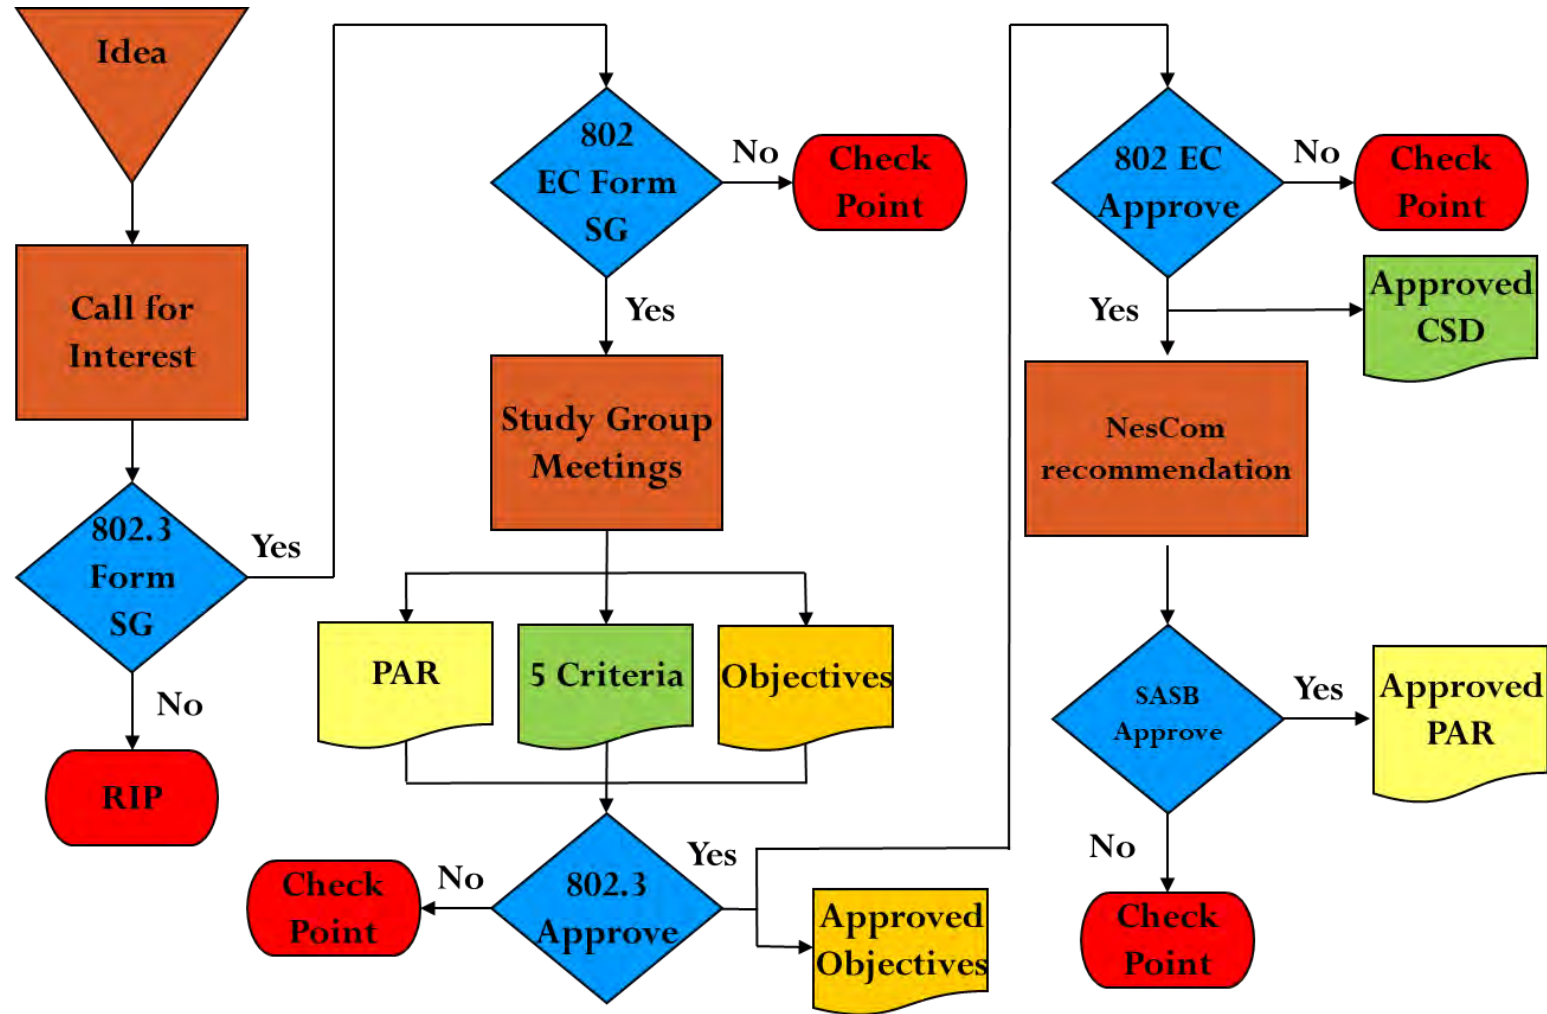 Idea
Call for
Interest
802.3
Form
SG
Yes
No
RIP
802
EC Form
SG
No
Check
Point
Yes
Study Group
Meetings
PAR
5 Criteria
Objectives
802.3
Approve
No
Check
Point
Yes
Approved
Objectives
802 EC
Approve
No
Check
Point
Yes
Approved
CSD
NesCom
recommendation
SASB
Approve
Yes
Approved
PAR
No
Check
Point